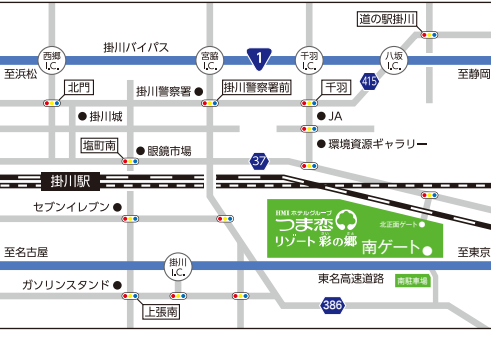 道の駅掛川
西郷
I.C.
掛川バイパス
宮脇
I.C.
1
千羽
I.C.
八坂
I.C.
至浜松
至静岡
北門
掛川警察署
掛川警察署前
千羽
415
掛川城
JA
塩町南
眼鏡市場
環境資源ギャラリー
37
掛川駅
セブンイレブン
HMI ホテルグループ
つま恋
リゾート 彩の郷
北正面ゲート
南ゲート
至名古屋
至東京
掛川
I.C.
ガソリンスタンド
東名高速道路
南駐車場
上張南
386